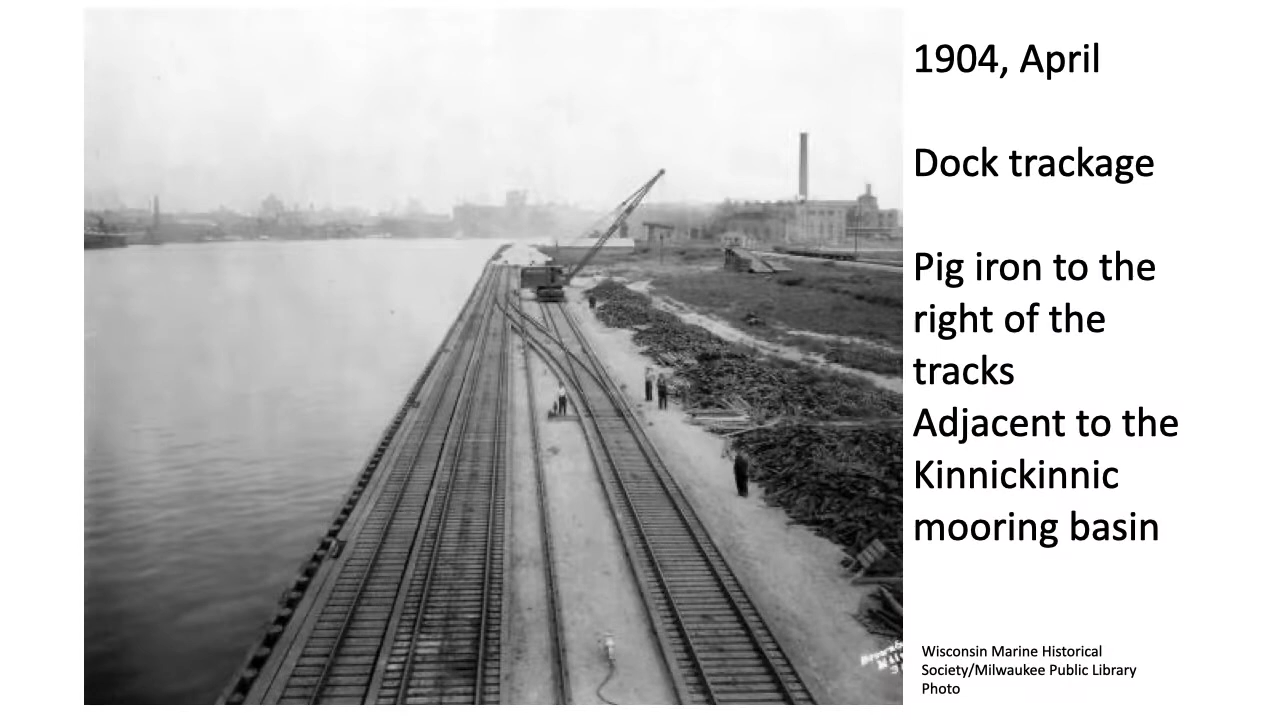 1904, April
Dock trackage
Pig iron to the
right of the
tracks
Adjacent to the
Kinnickinnic
mooring basin
Wisconsin Marine Historical
Society/Milwaukee Public Library
Photo